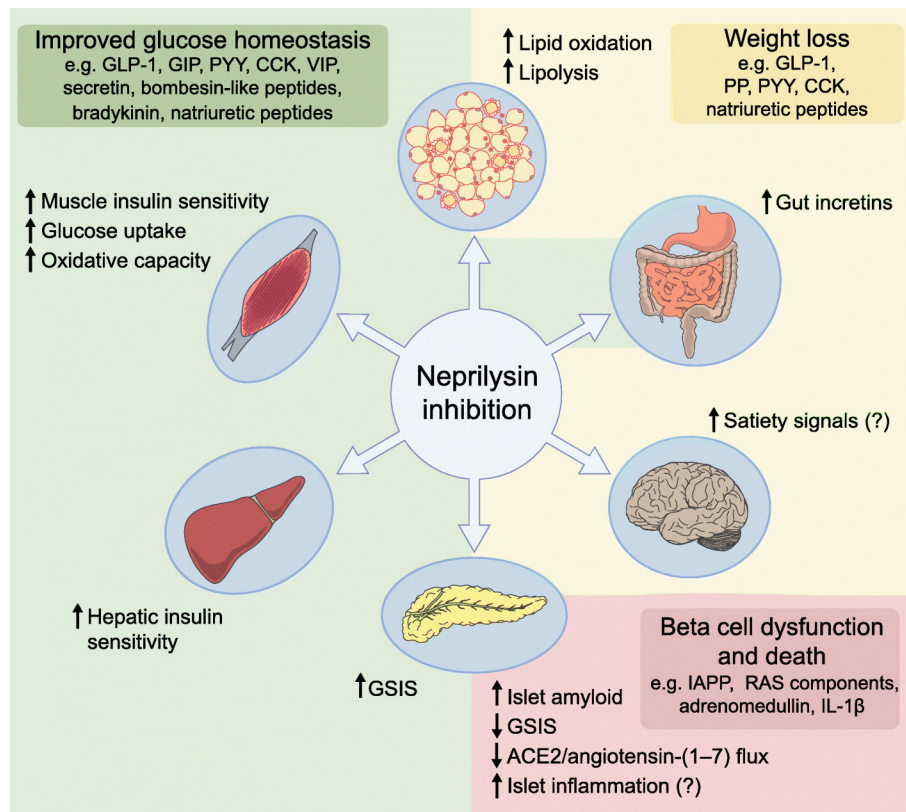 Improved glucose homeostasis
e.g. GLP-1, GIP, PYY, CCK, VIP,
secretin, bombesin-like peptides,
bradykinin, natriuretic peptides
↑ Lipid oxidation
↑ Lipolysis
Weight loss
e.g. GLP-1,
PP, PYY, CCK,
natriuretic peptides
↑ Muscle insulin sensitivity
↑ Glucose uptake
↑ Oxidative capacity
↑ Gut incretins
Neprilysin
inhibition
↑ Satiety signals (?)
↑ Hepatic insulin
sensitivity
↑ GSIS
Beta cell dysfunction
and death
e.g. IAPP, RAS components,
adrenomedullin, IL-1β
↑ Islet amyloid
↓ GSIS
↓ ACE2/angiotensin-(1–7) flux
↑ Islet inflammation (?)